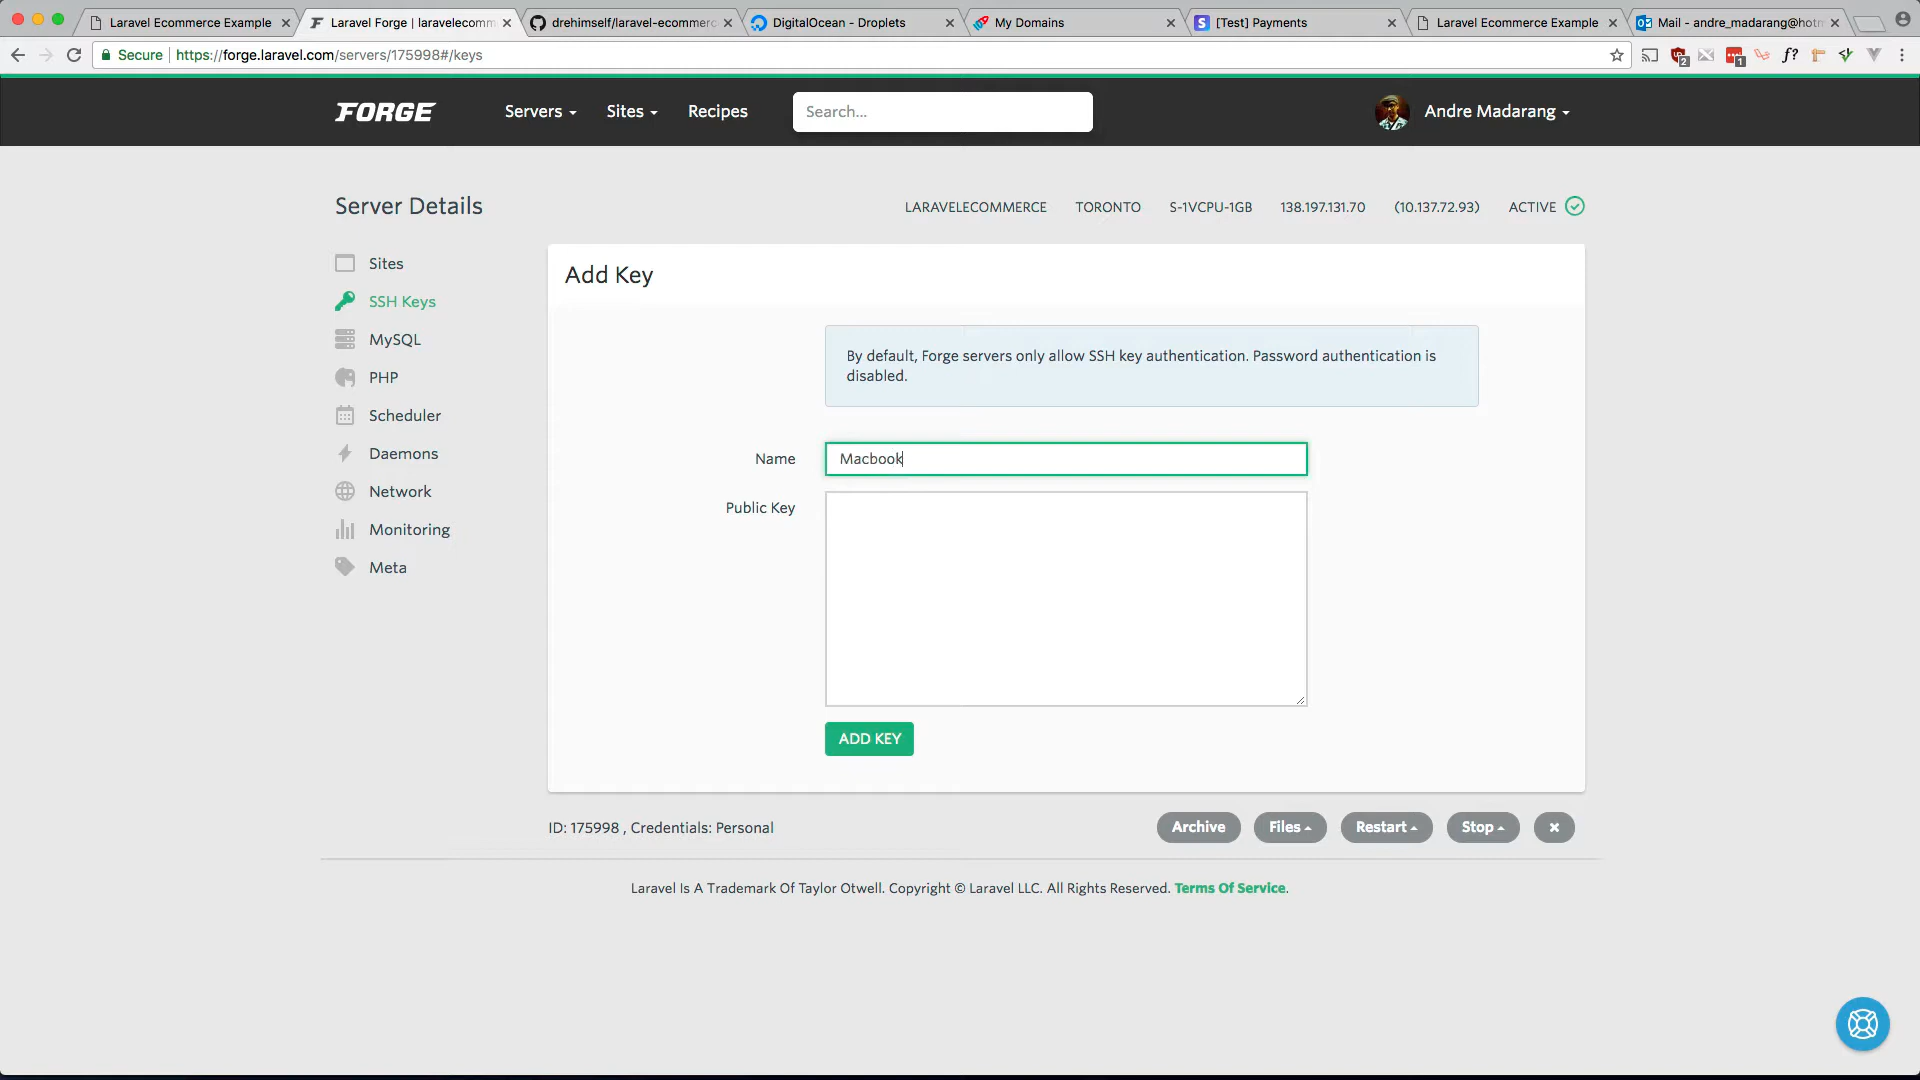 Laravel Ecommerce Example
Laravel Forge | laravelecomm
drehimself/laravel-ecommerc
DigitalOcean - Droplets
My Domains
[Test] Payments
Laravel Ecommerce Example
Mail - andre_madarang@hotm
Secure
https://forge.laravel.com/servers/175998#/keys
2
1
f?
FORGE
Servers
Sites
Recipes
Search...
Andre Madarang
Server Details
LARAVELECOMMERCE
TORONTO
S-1VCPU-1GB
138.197.131.70
(10.137.72.93)
ACTIVE
Sites
SSH Keys
MySQL
PHP
Scheduler
Daemons
Network
Monitoring
Meta
Add Key
By default, Forge servers only allow SSH key authentication. Password authentication is
disabled.
Name
Macbook
Public Key
ADD KEY
ID: 175998 , Credentials: Personal
Archive
Files
Restart
Stop
Laravel Is A Trademark Of Taylor Otwell. Copyright © Laravel LLC. All Rights Reserved. Terms Of Service.